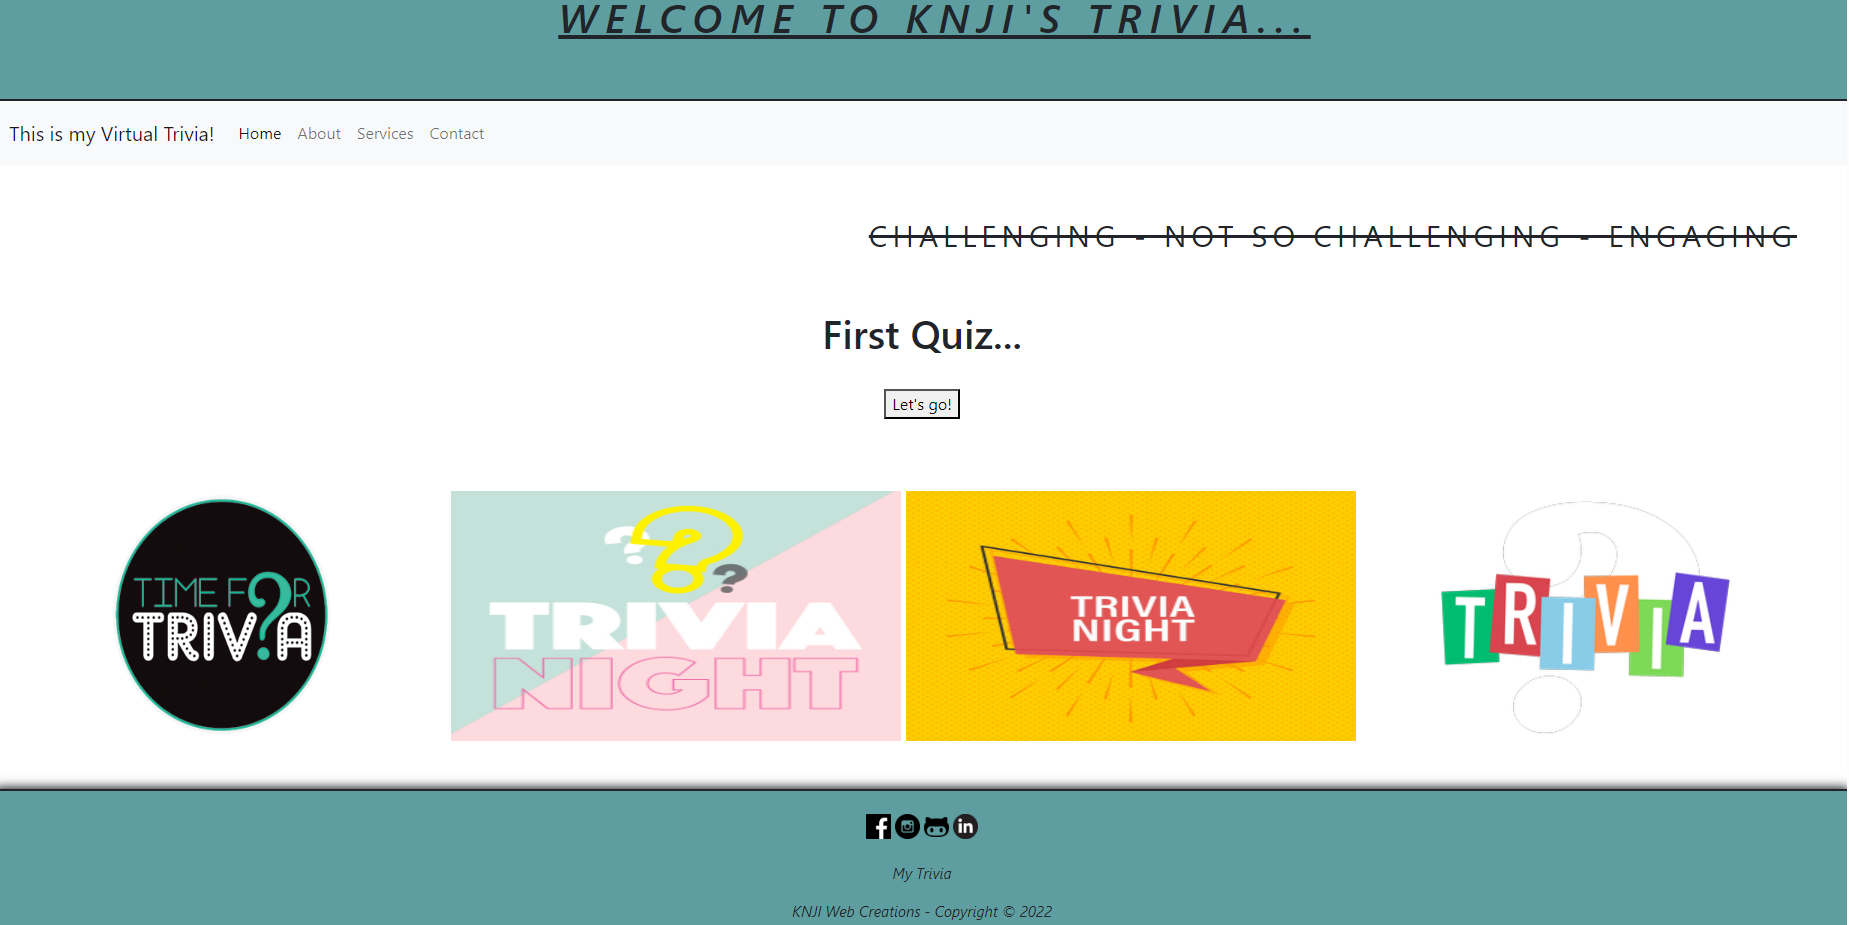 WELCOME TO KNJI'S TRIVIA...
This is my Virtual Trivia! Home About Services Contact
CHALLENGING - NOT SO CHALLENGING - ENGAGING
First Quiz...
Let's go!
TIME FOR
TRIVIA
TRIVIA
NIGHT
TRIVIA
NIGHT
TRIVIA
My Trivia
KNJI Web Creations - Copyright © 2022